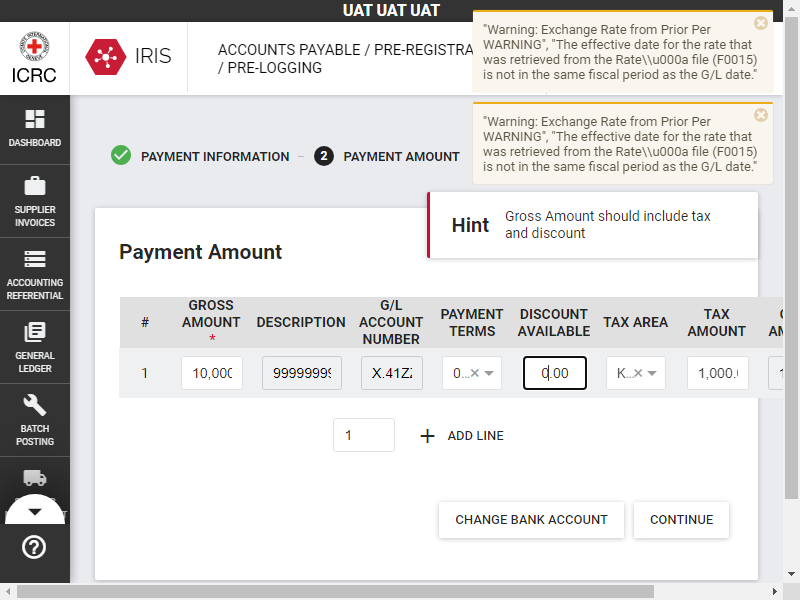 UAT UAT UAT
ICRC
IRIS
ACCOUNTS PAYABLE / PRE-REGISTRA
/ PRE-LOGGING
"Warning: Exchange Rate from Prior Per
WARNING", "The effective date for the rate that
was retrieved from the Rate\\u000a file (F0015)
is not in the same fiscal period as the G/L date."
"Warning: Exchange Rate from Prior Per
WARNING", "The effective date for the rate that
was retrieved from the Rate\\u000a file (F0015)
is not in the same fiscal period as the G/L date."
DASHBOARD
SUPPLIER
INVOICES
ACCOUNTING
REFERENTIAL
GENERAL
LEDGER
BATCH
POSTING
PAYMENT INFORMATION
2 PAYMENT AMOUNT
Hint
Gross Amount should include tax
and discount
Payment Amount
# GROSS AMOUNT * DESCRIPTION G/L ACCOUNT NUMBER PAYMENT TERMS DISCOUNT AVAILABLE TAX AREA TAX AMOUNT
1 10,000 99999999 X.41Z 0... 0.00 K... 1,000.
1 + ADD LINE
CHANGE BANK ACCOUNT CONTINUE